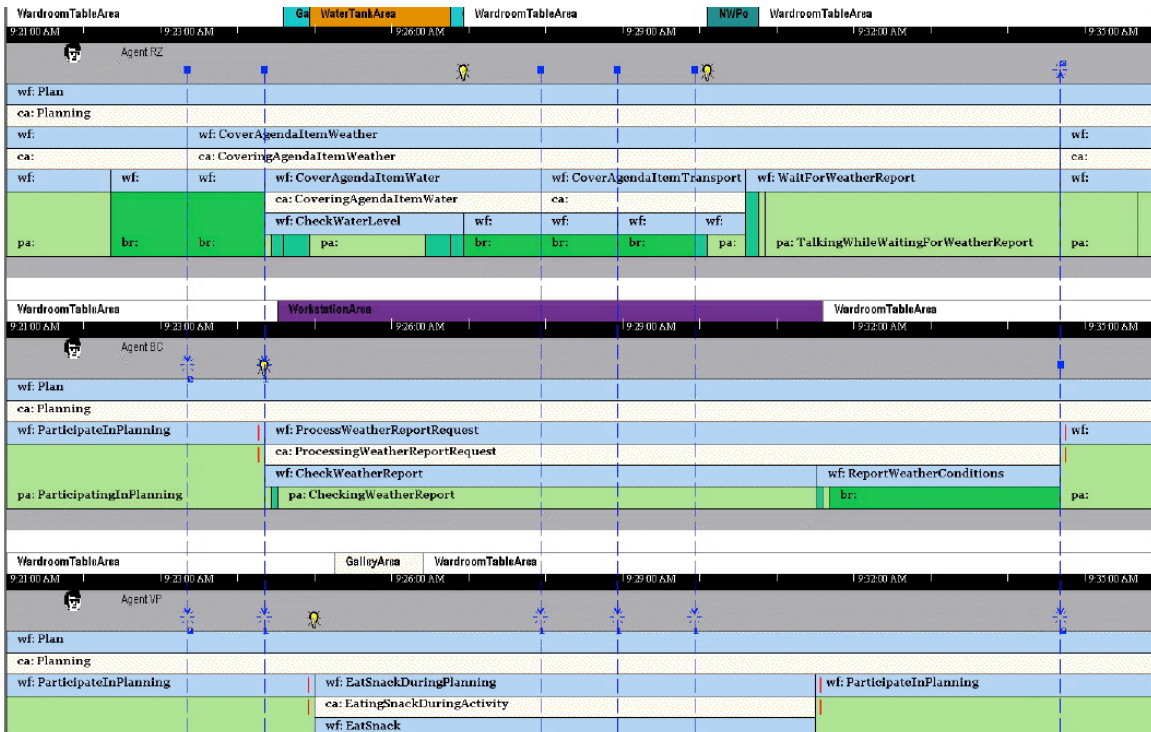 WardroomTableArea Ga WaterTankArea WardroomTableArea NWPo WardroomTableArea
9:21:00 AM 9:23:00 AM 9:26:00 AM 9:29:00 AM 9:32:00 AM 9:35:00 AM
Agent RZ
wf: Plan
ca: Planning
wf: wf: CoverAgendaItemWeather wf:
ca: ca: CoveringAgendaItemWeather ca:
wf: wf: wf: wf: CoverAgendaItemWater wf: CoverAgendaItemTransport wf: WaitForWeatherReport wf:
ca: CoveringAgendaItemWater ca:
wf: CheckWaterLevel wf: wf: wf: wf:
pa: br: br: pa: br: br: br: pa: pa: TalkingWhileWaitingForWeatherReport pa:
WardroomTableArea WorkstationArea WardroomTableArea
9:21:00 AM 9:23:00 AM 9:26:00 AM 9:29:00 AM 9:32:00 AM 9:35:00 AM
Agent BC
wf: Plan
ca: Planning
wf: ParticipateInPlanning wf: ProcessWeatherReportRequest wf:
ca: ProcessingWeatherReportRequest
wf: CheckWeatherReport wf: ReportWeatherConditions
pa: ParticipatingInPlanning pa: CheckingWeatherReport br: pa:
WardroomTableArea GalleyArea WardroomTableArea
9:21:00 AM 9:23:00 AM 9:26:00 AM 9:29:00 AM 9:32:00 AM 9:35:00 AM
Agent VP
wf: Plan
ca: Planning
wf: ParticipateInPlanning wf: EatSnackDuringPlanning wf: ParticipateInPlanning
ca: EatingSnackDuringActivity
wf: EatSnack